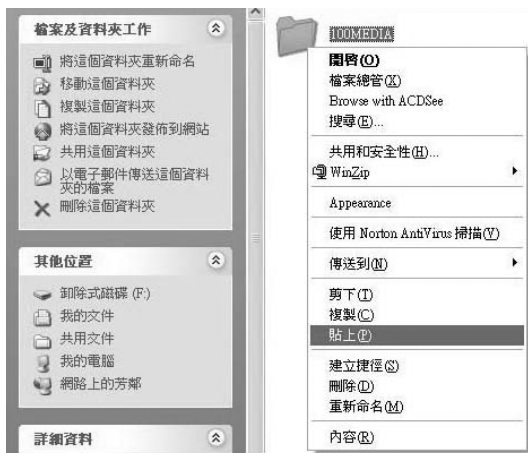 檔案及資料夾工作
將這個資料夾重新命名
移動這個資料夾
複製這個資料夾
將這個資料夾發佈到網站
共用這個資料夾
以電子郵件傳送這個資料
夾的檔案
刪除這個資料夾
其他位置
卸除式磁碟 (F:)
我的文件
共用文件
我的電腦
網路上的芳鄰
詳細資料
100MEDIA
開啓(O)
檔案總管(X)
Browse with ACDSee
搜尋(E)...
共用和安全性(H)...
WinZip
Appearance
使用 Norton AntiVirus 掃描(Y)
傳送到(N)
剪下(T)
複製(C)
貼上(P)
建立捷徑(S)
刪除(D)
重新命名(M)
內容(R)